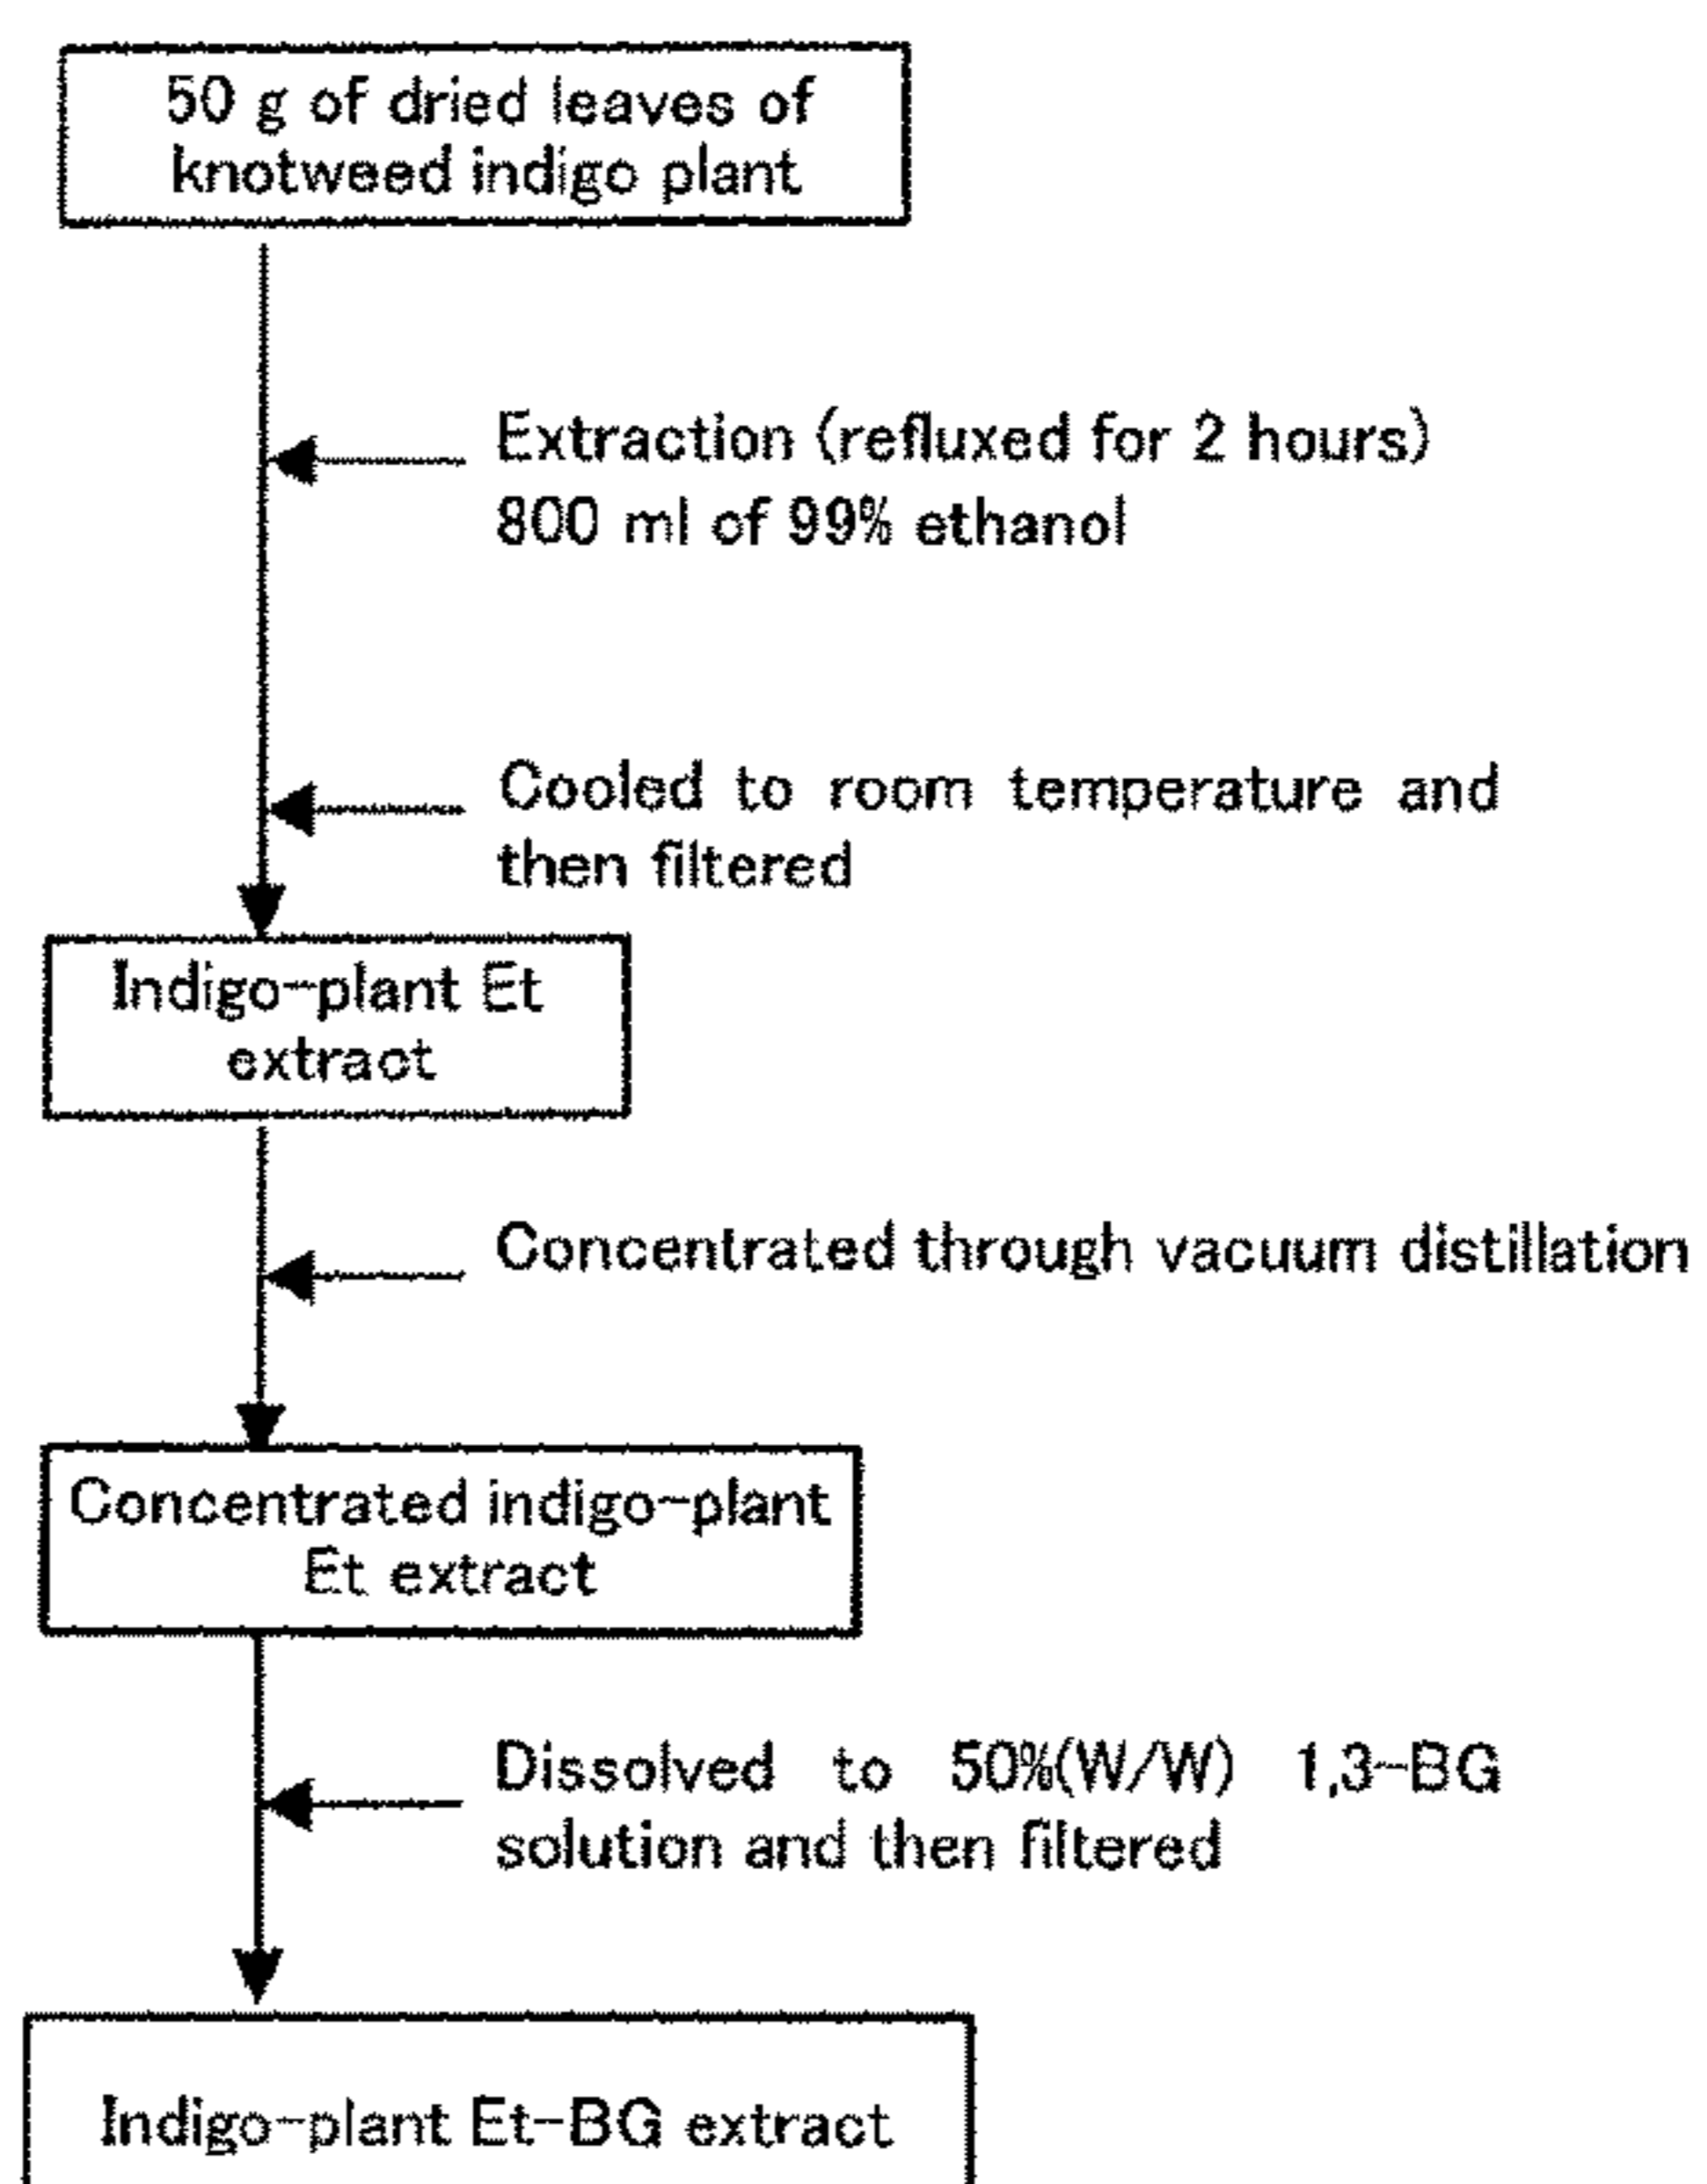 50 g of dried leaves of
knotweed indigo plant
Extraction (refluxed for 2 hours)
800 ml of 99% ethanol
Cooled to room temperature and
then filtered
Indigo-plant Et
extract
Concentrated through vacuum distillation
Concentrated indigo-plant
Et extract
Dissolved to 50%(W/W) 1,3-BG
solution and then filtered
Indigo-plant Et-BG extract